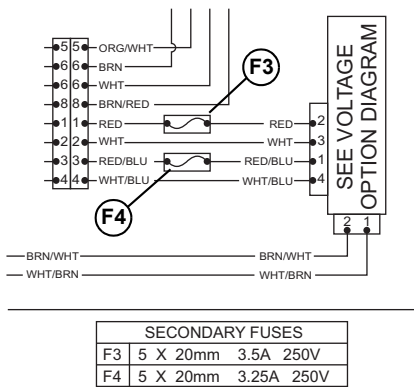 5 5 ORG/WHT
6 6 BRN
6 6 WHT
8 8 BRN/RED
1 1 RED RED 2
2 2 WHT WHT 3
3 3 RED/BLU RED/BLU 1
4 4 WHT/BLU WHT/BLU 4
F3
F4
SEE VOLTAGE
OPTION DIAGRAM
2 1
BRN/WHT BRN/WHT
WHT/BRN WHT/BRN
SECONDARY FUSES
F3 5 X 20mm 3.5A 250V
F4 5 X 20mm 3.25A 250V